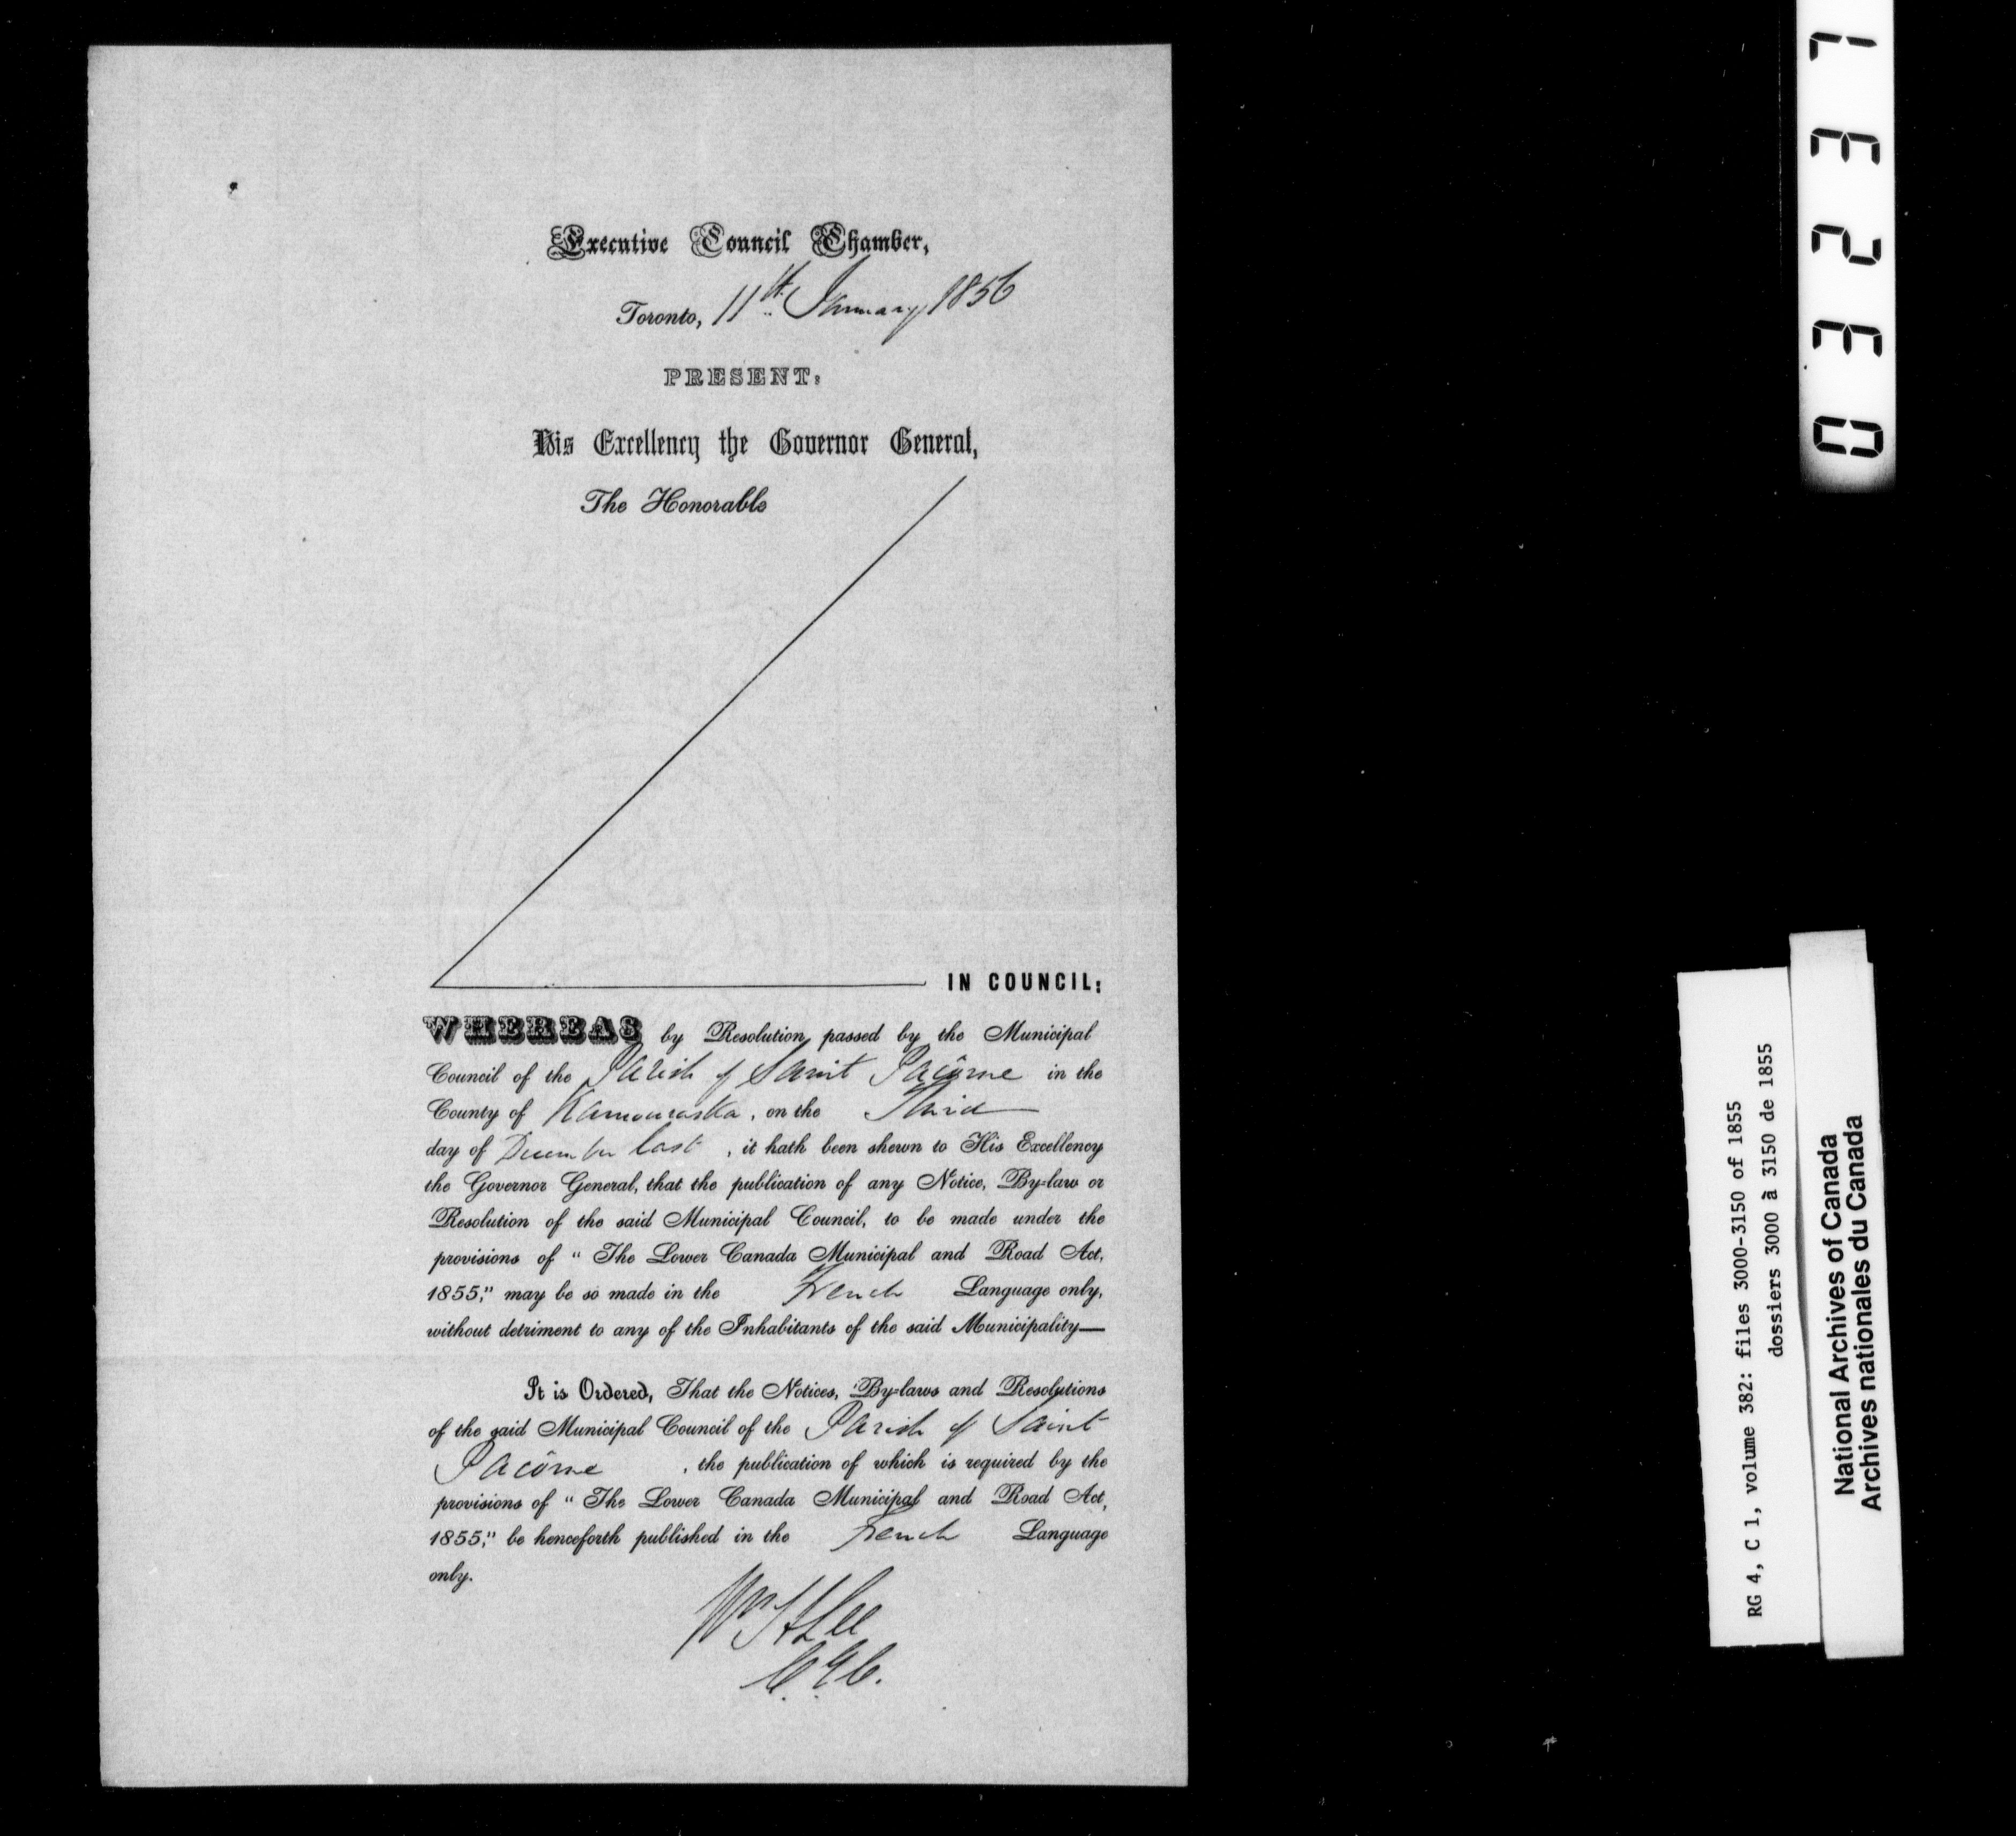 Executive Council Chamber,
Toronto, 11th January, 1856
PRESENT:
His Excellency the Governor General,
The Honorable
IN COUNCIL:
WHEREAS by Resolution passed by the Municipal
Council of the Parish of Saint Pacôme in the
County of Kamouraska, on the Third
day of December last, it hath been shewn to His Excellency
the Governor General, that the publication of any Notice, By-law or
Resolution of the said Municipal Council, to be made under the
provisions of "The Lower Canada Municipal and Road Act,
1855," may be so made in the French Language only,
without detriment to any of the Inhabitants of the said Municipality—
It is Ordered, That the Notices, By-laws and Resolutions
of the said Municipal Council of the Parish of Saint
Pacôme, the publication of which is required by the
provisions of "The Lower Canada Municipal and Road Act,
1855," be henceforth published in the French Language
only.
Wm H Lee
C.E.C.
03237
RG 4, C 1, volume 382: files 3000-3150 of 1855
dossiers 3000 à 3150 de 1855
National Archives of Canada
Archives nationales du Canada